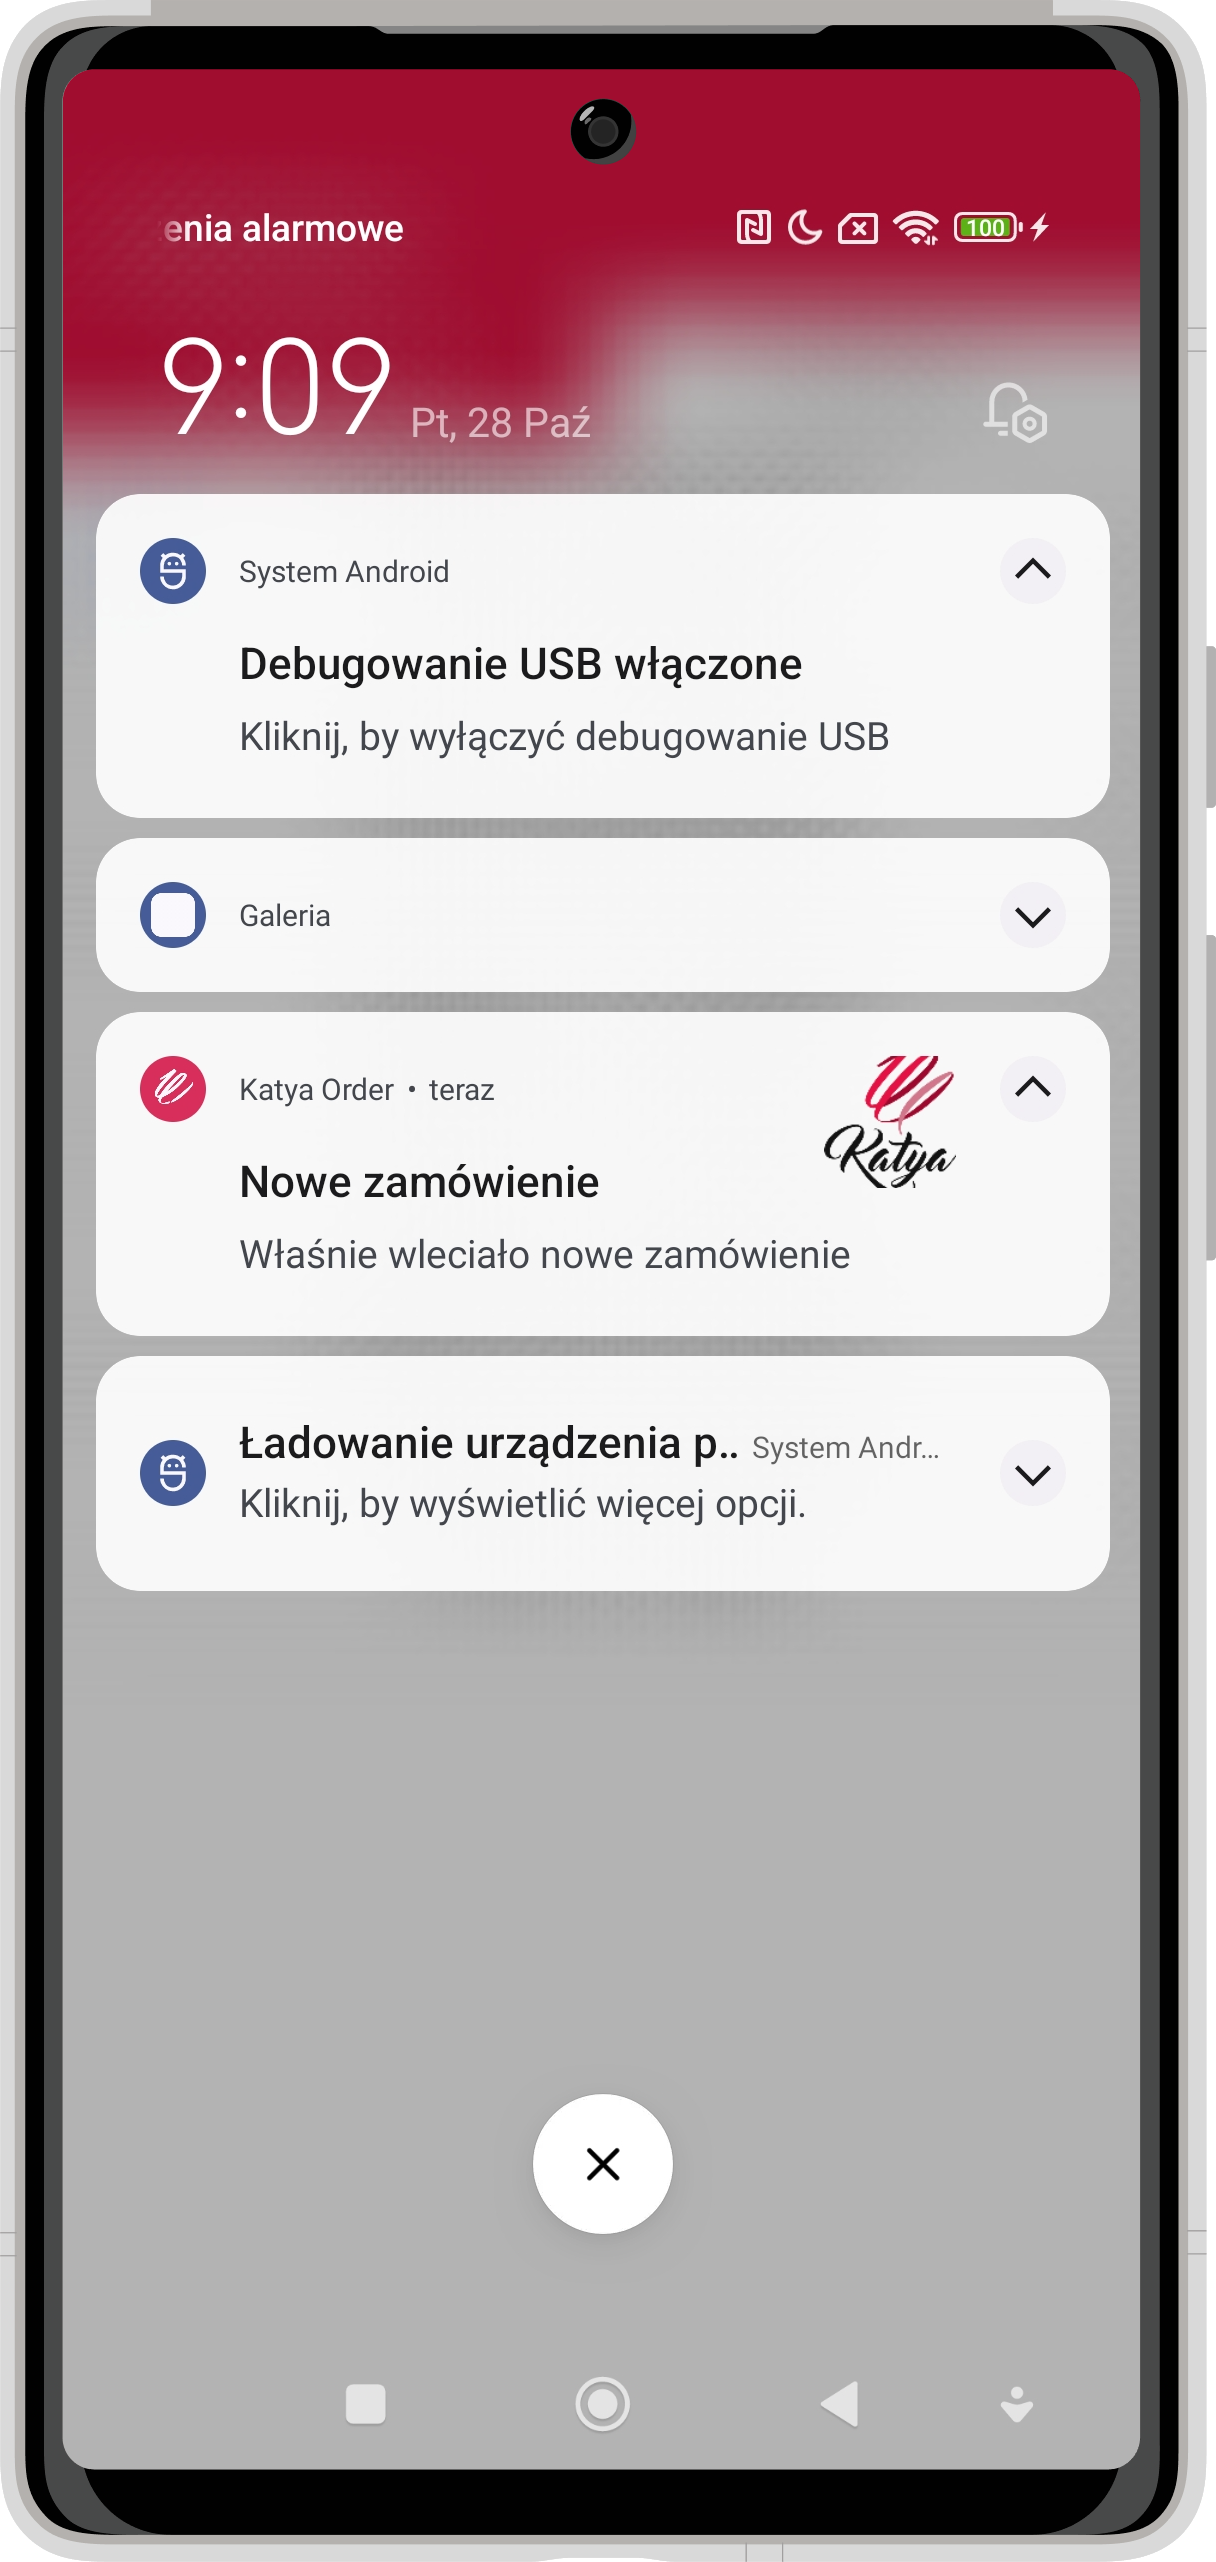 enia alarmowe
100
9:09 Pt, 28 Paź
System Android
Debugowanie USB włączone
Kliknij, by wyłączyć debugowanie USB
Galeria
Katya Order • teraz
Katya
Nowe zamówienie
Właśnie wleciało nowe zamówienie
Ładowanie urządzenia p.. System Andr...
Kliknij, by wyświetlić więcej opcji.